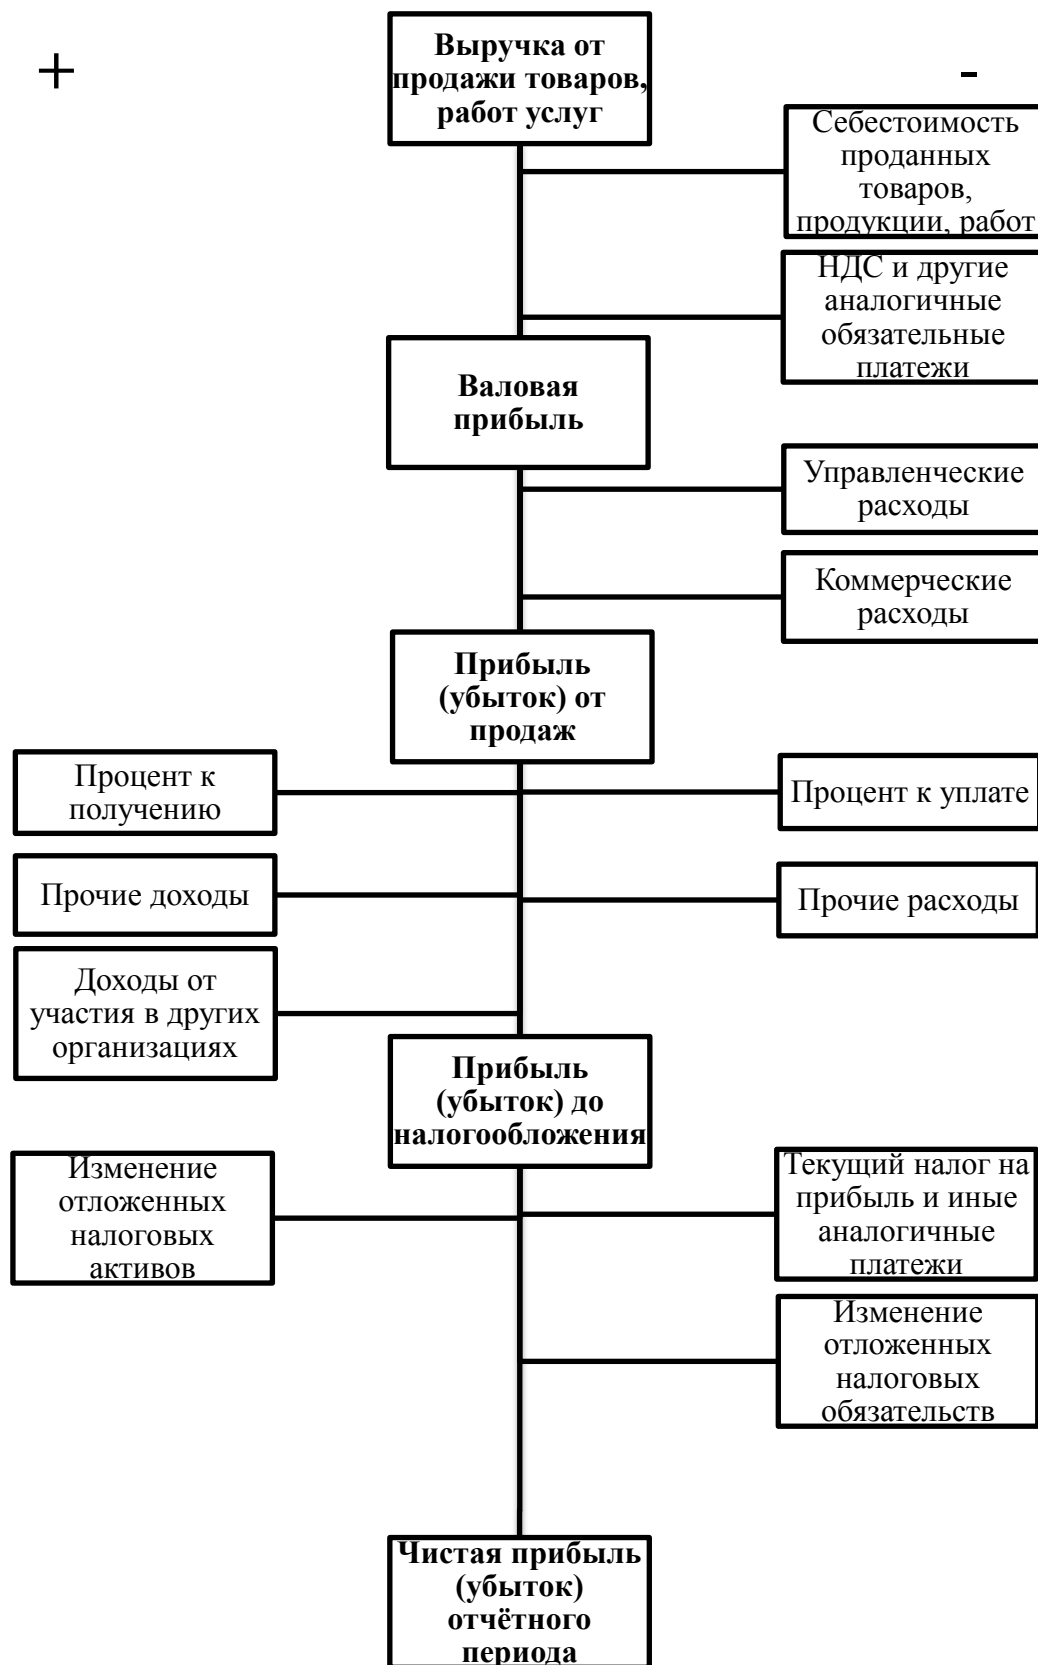 +
Выручка от
продажи товаров,
работ услуг
-
Себестоимость
проданных
товаров,
продукции, работ
НДС и другие
аналогичные
обязательные
платежи
Валовая
прибыль
Управленческие
расходы
Коммерческие
расходы
Прибыль
(убыток) от
продаж
Процент к
получению
Процент к уплате
Прочие доходы
Прочие расходы
Доходы от
участия в других
организациях
Прибыль
(убыток) до
налогообложения
Изменение
отложенных
налоговых
активов
Текущий налог на
прибыль и иные
аналогичные
платежи
Изменение
отложенных
налоговых
обязательств
Чистая прибыль
(убыток)
отчётного
периода